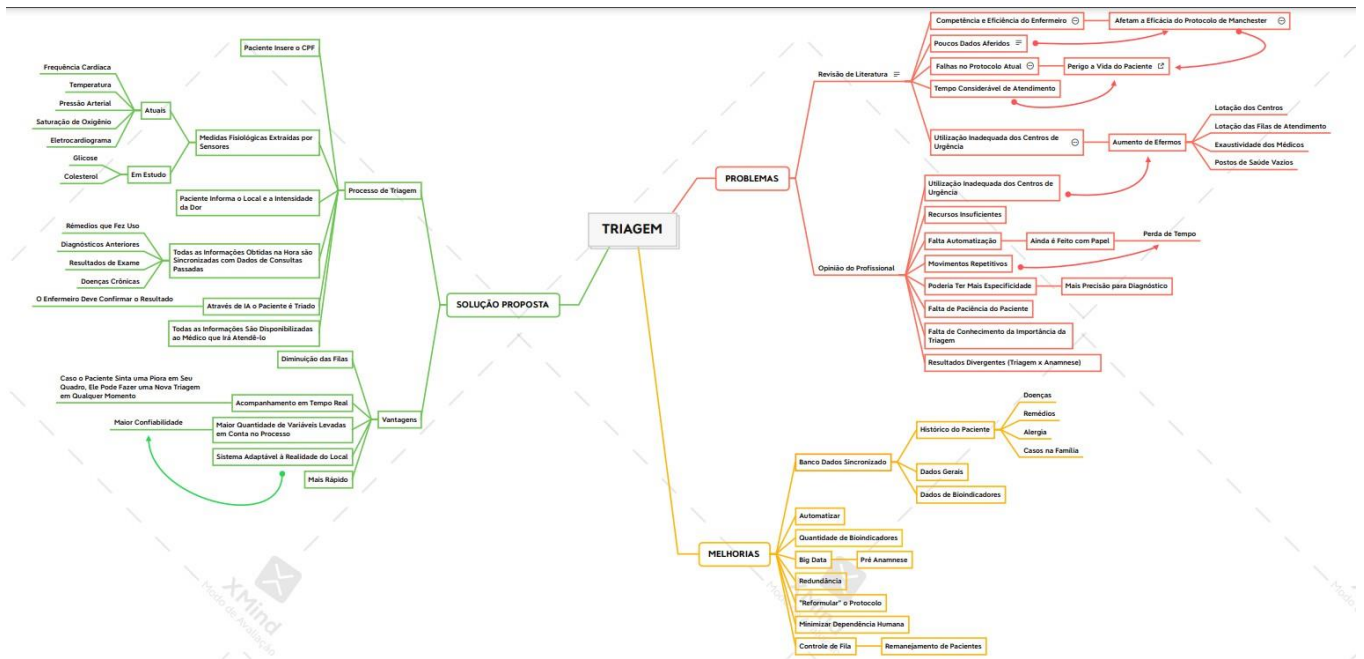 TRIAGEM
PROBLEMAS
Revisão de Literatura
Competência e Eficiência do Enfermeiro
Afetam a Eficácia do Protocolo de Manchester
Poucos Dados Aferidos
Falhas no Protocolo Atual
Perigo a Vida do Paciente
Tempo Considerável de Atendimento
Utilização Inadequada dos Centros de
Urgência
Aumento de Efermos
Lotação dos Centros
Lotação das Filas de Atendimento
Exaustividade dos Médicos
Postos de Saúde Vazios
Opinião do Profissional
Utilização Inadequada dos Centros de
Urgência
Recursos Insuficientes
Falta Automatização
Ainda é Feito com Papel
Perda de Tempo
Movimentos Repetitivos
Poderia Ter Mais Especificidade
Mais Precisão para Diagnóstico
Falta de Paciência do Paciente
Falta de Conhecimento da Importância da
Triagem
Resultados Divergentes (Triagem x Anamnese)
MELHORIAS
Banco Dados Sincronizado
Histórico do Paciente
Doenças
Remédios
Alergia
Casos na Família
Dados Gerais
Dados de Bioindicadores
Automatizar
Quantidade de Bioindicadores
Big Data
Pré Anamnese
Redundância
"Reformular" o Protocolo
Minimizar Dependência Humana
Controle de Fila
Remanejamento de Pacientes
SOLUÇÃO PROPOSTA
Processo de Triagem
Paciente Insere o CPF
Medidas Fisiológicas Extraídas por
Sensores
Atuais
Frequência Cardíaca
Temperatura
Pressão Arterial
Saturação de Oxigênio
Eletrocardiograma
Em Estudo
Glicose
Colesterol
Paciente Informa o Local e a Intensidade
da Dor
Todas as Informações Obtidas na Hora são
Sincronizadas com Dados de Consultas
Passadas
Rémedios que Fez Uso
Diagnósticos Anteriores
Resultados de Exame
Doenças Crônicas
Através de IA o Paciente é Triado
O Enfermeiro Deve Confirmar o Resultado
Todas as Informações São Disponibilizadas
ao Médico que Irá Atendê-lo
Vantagens
Diminuição das Filas
Acompanhamento em Tempo Real
Caso o Paciente Sinta uma Piora em Seu
Quadro, Ele Pode Fazer uma Nova Triagem
em Qualquer Momento
Maior Quantidade de Variáveis Levadas
em Conta no Processo
Maior Confiabilidade
Sistema Adaptável à Realidade do Local
Mais Rápido
XMind
Modo de Avaliação
XMind
Modo de Avaliação